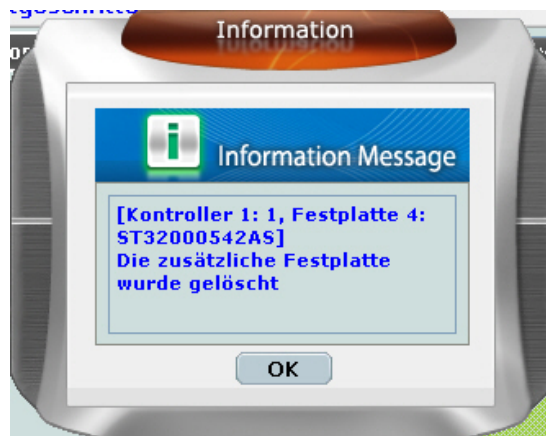 Information
Information Message
[Kontroller 1: 1, Festplatte 4:
ST32000542AS]
Die zusätzliche Festplatte
wurde gelöscht
OK